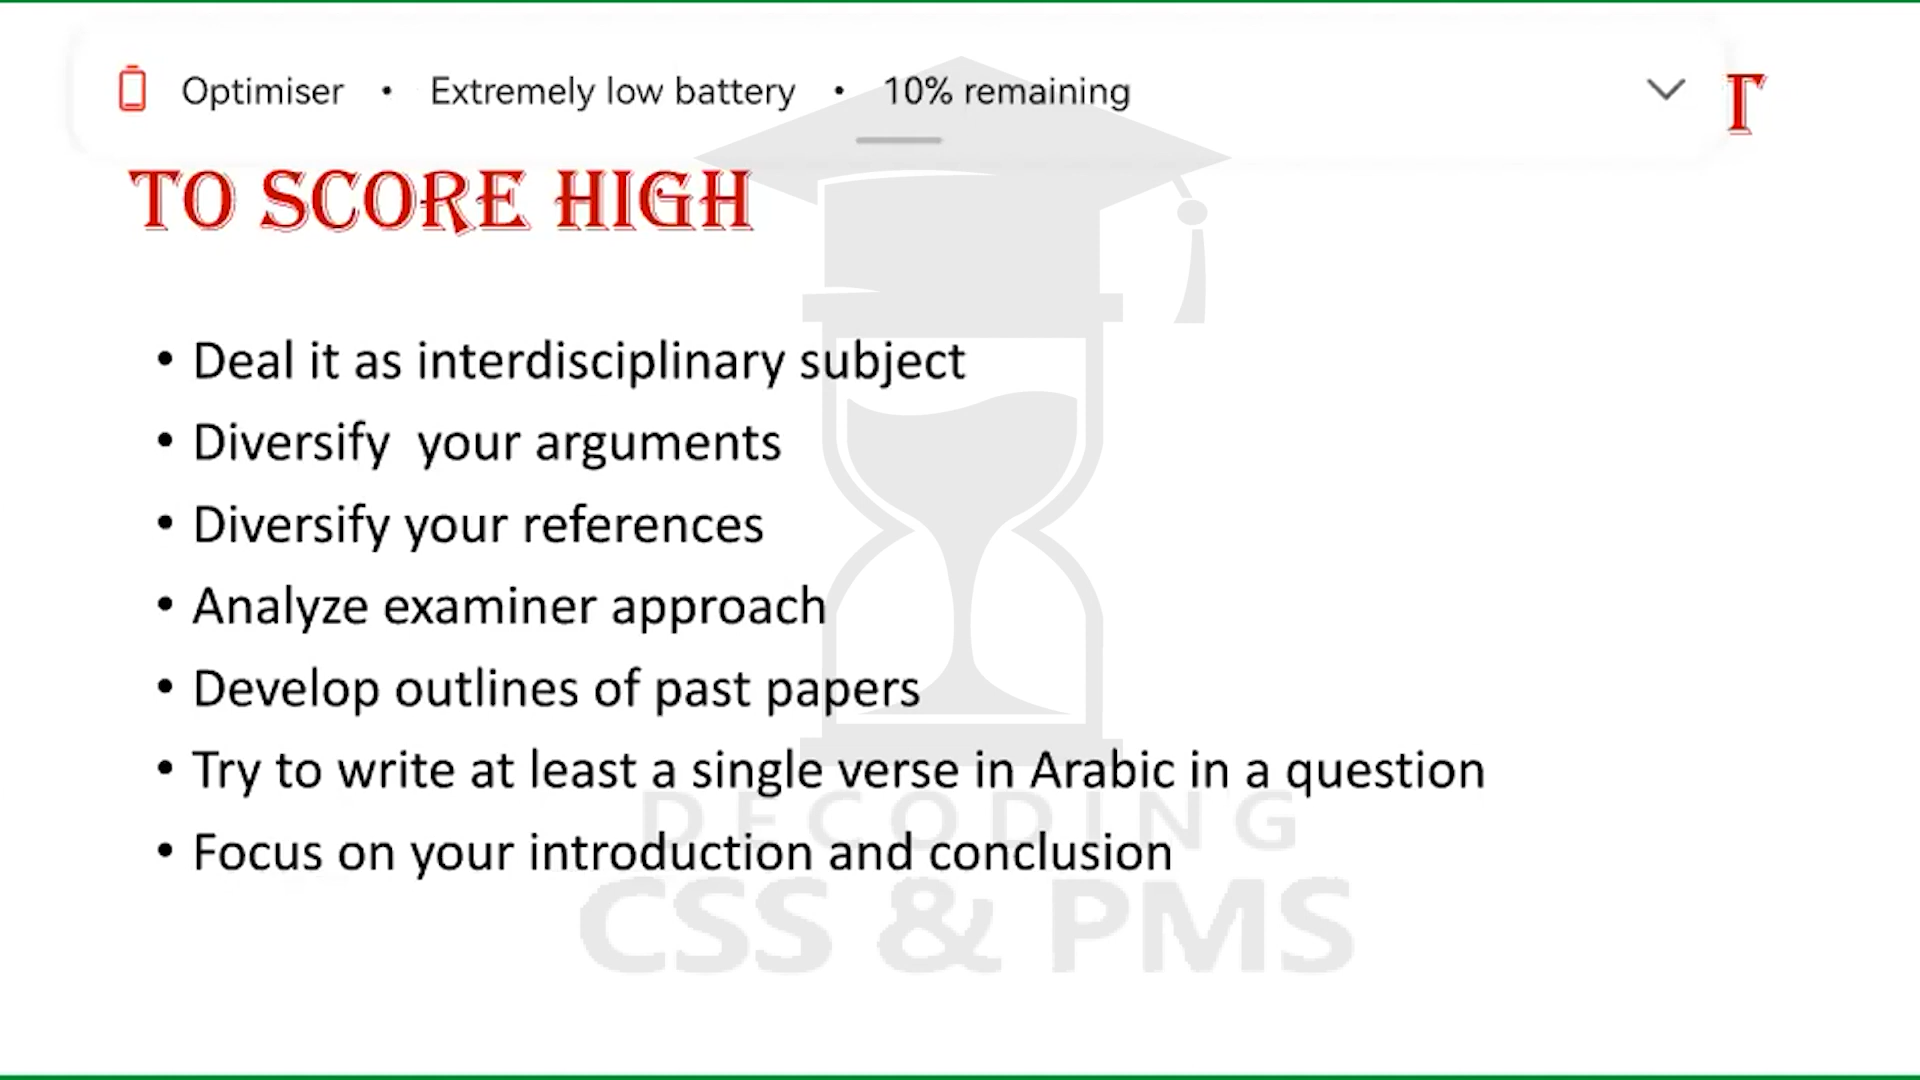 Optimiser • Extremely low battery • 10% remaining
T
TO SCORE HIGH
• Deal it as interdisciplinary subject
• Diversify  your arguments
• Diversify your references
• Analyze examiner approach
• Develop outlines of past papers
• Try to write at least a single verse in Arabic in a question
• Focus on your introduction and conclusion
DECODING
CSS & PMS